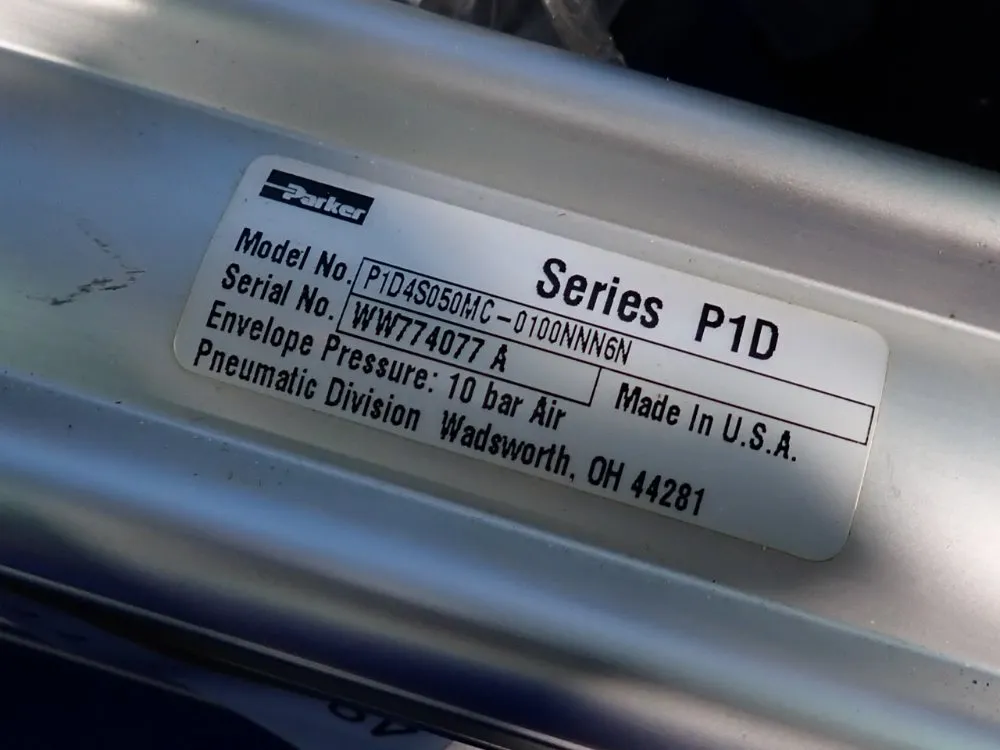 Parker
Series P1D
Model No. P1D4S050MC-0100NNN6N
Serial No. WW774077 A
Made In U.S.A.
Envelope Pressure: 10 bar Air
Pneumatic Division Wadsworth, OH 44281